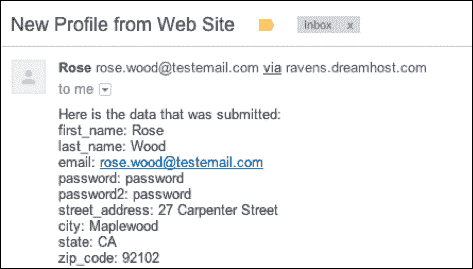 New Profile from Web Site
Inbox x
Rose rose.wood@testemail.com via ravens.dreamhost.com
to me
Here is the data that was submitted:
first_name: Rose
last_name: Wood
email: rose.wood@testemail.com
password: password
password2: password
street_address: 27 Carpenter Street
city: Maplewood
state: CA
zip_code: 92102